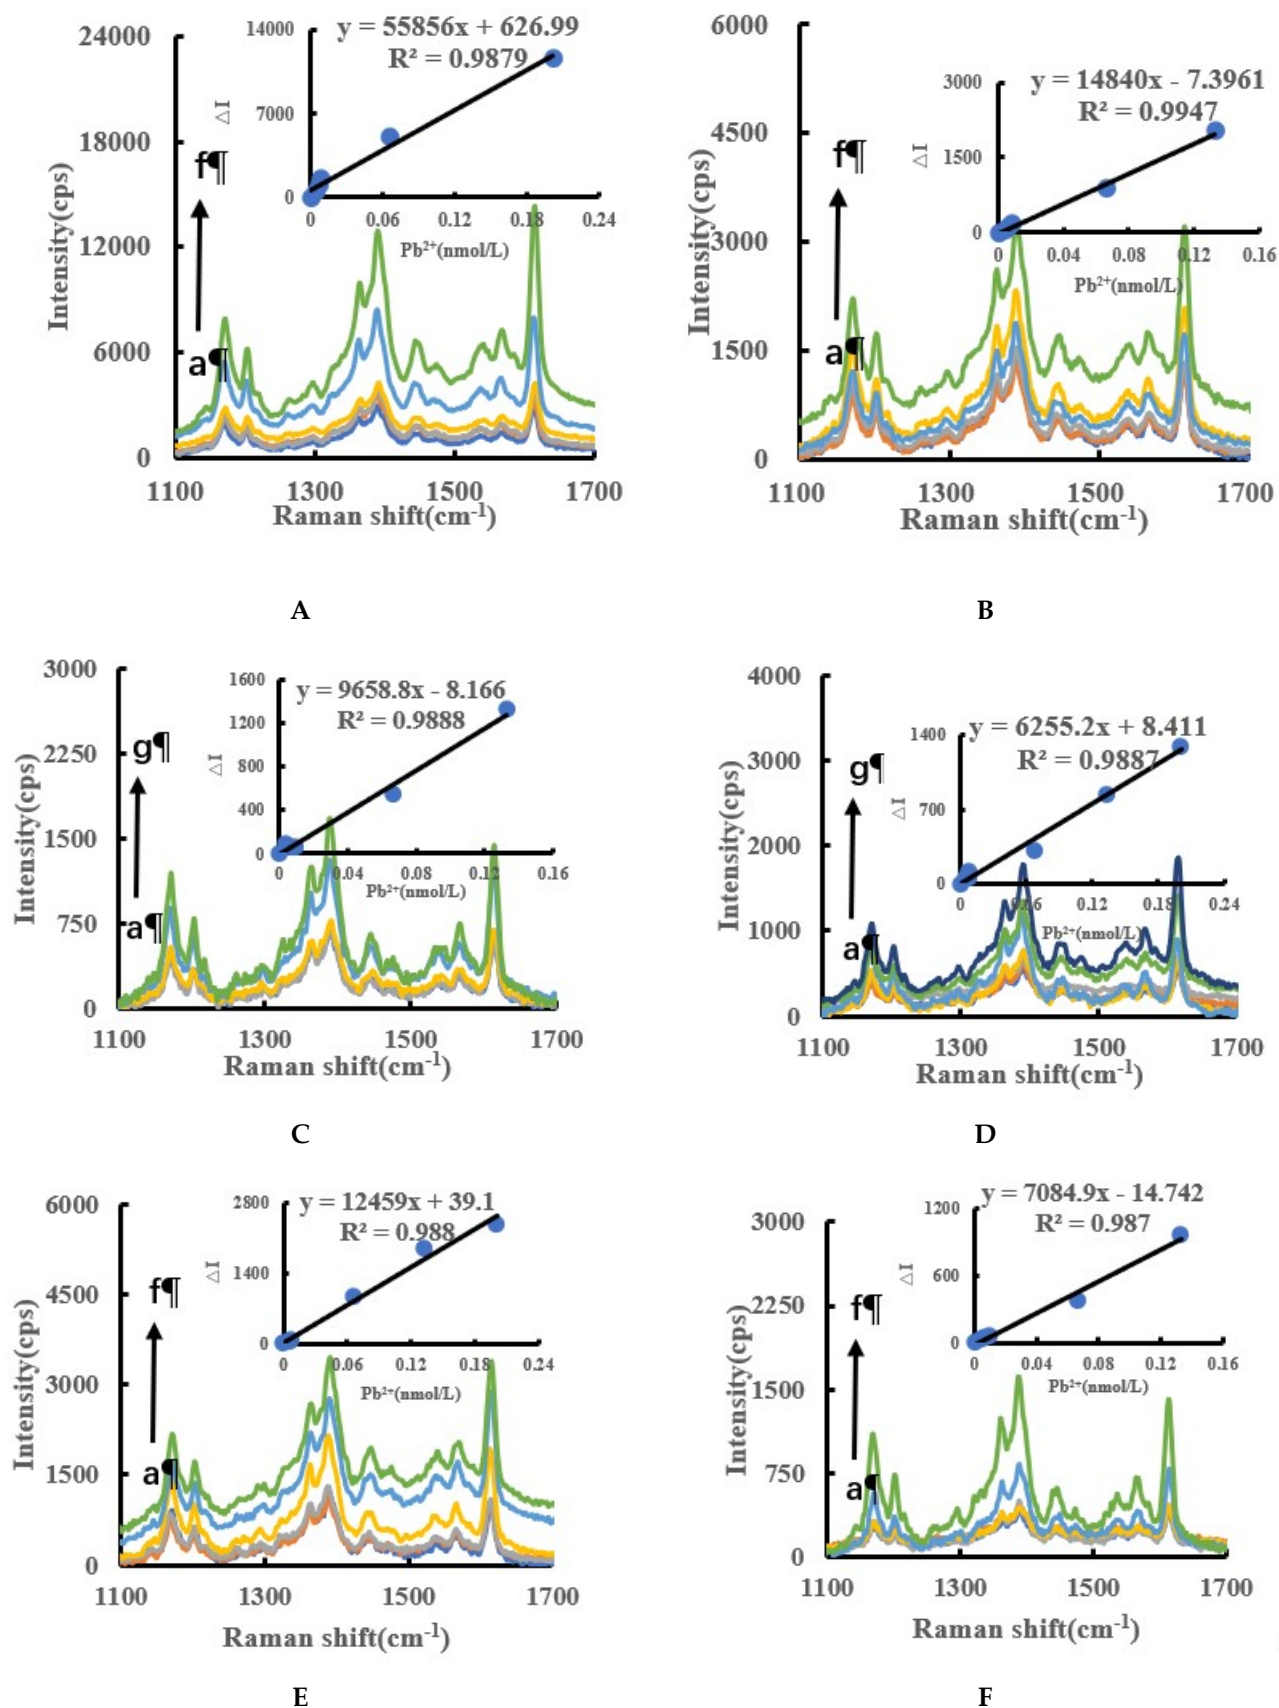 24000
18000
12000
6000
0
Intensity(cps)
f¶
a¶
1100 1300 1500 1700
Raman shift(cm-1)
14000
7000
0
△I
y = 55856x + 626.99
R² = 0.9879
0 0.06 0.12 0.18 0.24
Pb²⁺(nmol/L)
A
6000
4500
3000
1500
0
Intensity(cps)
f¶
a¶
1100 1300 1500 1700
Raman shift(cm-1)
3000
1500
0
△I
y = 14840x - 7.3961
R² = 0.9947
0 0.04 0.08 0.12 0.16
Pb²⁺(nmol/L)
B
3000
2250
1500
750
0
Intensity(cps)
g¶
a¶
1100 1300 1500 1700
Raman shift(cm-1)
1600
1200
800
400
0
△I
y = 9658.8x - 8.166
R² = 0.9888
0 0.04 0.08 0.12 0.16
Pb²⁺(nmol/L)
C
4000
3000
2000
1000
0
Intensity(cps)
g¶
a¶
1100 1300 1500 1700
Raman shift(cm-1)
1400
700
0
△I
y = 6255.2x + 8.411
R² = 0.9887
0 0.06 0.12 0.18 0.24
Pb²⁺(nmol/L)
D
6000
4500
3000
1500
0
Intensity(cps)
f¶
a¶
1100 1300 1500 1700
Raman shift(cm-1)
2800
1400
0
△I
y = 12459x + 39.1
R² = 0.988
0 0.06 0.12 0.18 0.24
Pb²⁺(nmol/L)
E
3000
2250
1500
750
0
Intensity(cps)
f¶
a¶
1100 1300 1500 1700
Raman shift(cm-1)
1200
600
0
△I
y = 7084.9x - 14.742
R² = 0.987
0 0.04 0.08 0.12 0.16
Pb²⁺(nmol/L)
F